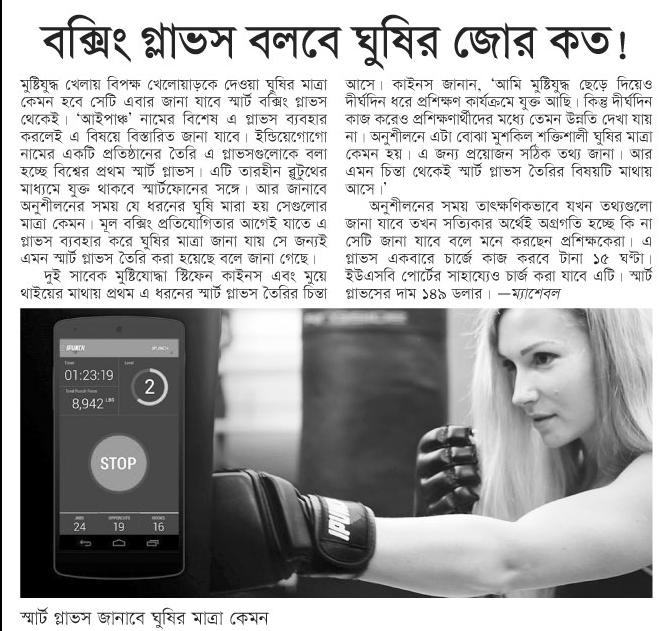 বক্সিং গ্লাভস বলবে ঘুষির জোর কত!
মুষ্টিযুদ্ধ খেলায় বিপক্ষ খেলোয়াড়কে দেওয়া ঘুষির মাত্রা
কেমন হবে সেটি এবার জানা যাবে স্মার্ট বক্সিং গ্লাভস
থেকেই। ‘আইপাঞ্চ’ নামের বিশেষ এ গ্লাভস ব্যবহার
করলেই এ বিষয়ে বিস্তারিত জানা যাবে। ইন্ডিয়েগোগো
নামের একটি প্রতিষ্ঠানের তৈরি এ গ্লাভসগুলোকে বলা
হচ্ছে বিশ্বের প্রথম স্মার্ট গ্লাভস। এটি তারহীন ব্লুটুথের
মাধ্যমে যুক্ত থাকবে স্মার্টফোনের সঙ্গে। আর জানাবে
অনুশীলনের সময় যে ধরনের ঘুষি মারা হয় সেগুলোর
মাত্রা কেমন। মূল বক্সিং প্রতিযোগিতার আগেই যাতে এ
গ্লাভস ব্যবহার করে ঘুষির মাত্রা জানা যায় সে জন্যই
এমন স্মার্ট গ্লাভস তৈরি করা হয়েছে বলে জানা গেছে।
দুই সাবেক মুষ্টিযোদ্ধা স্টিফেন কাইনস এবং মুয়ে
থাইয়ের মাথায় প্রথম এ ধরনের স্মার্ট গ্লাভস তৈরির চিন্তা
আসে। কাইনস জানান, ‘আমি মুষ্টিযুদ্ধ ছেড়ে দিয়েও
দীর্ঘদিন ধরে প্রশিক্ষণ কার্যক্রমে যুক্ত আছি। কিন্তু দীর্ঘদিন
কাজ করেও প্রশিক্ষণার্থীদের মধ্যে তেমন উন্নতি দেখা যায়
না। অনুশীলনে এটা বোঝা মুশকিল শক্তিশালী ঘুষির মাত্রা
কেমন হয়। এ জন্য প্রয়োজন সঠিক তথ্য জানা। আর
এমন চিন্তা থেকেই স্মার্ট গ্লাভস তৈরির বিষয়টি মাথায়
আসে।’
অনুশীলনের সময় তাৎক্ষণিকভাবে যখন তথ্যগুলো
জানা যাবে তখন সত্যিকার অর্থেই অগ্রগতি হচ্ছে কি না
সেটি জানা যাবে বলে মনে করছেন প্রশিক্ষকেরা। এ
গ্লাভস একবারে চার্জে কাজ করবে টানা ১৫ ঘণ্টা।
ইউএসবি পোর্টের সাহায্যেও চার্জ করা যাবে এটি। স্মার্ট
গ্লাভসের দাম ১৪৯ ডলার। —ম্যাশেবল
IPUNCH IPUNCH
Timer Level
01:23:19 2
Total Punch Force
8,942 LBS
STOP
JABS UPPERCUTS HOOKS
24 19 16
IPUNCH
স্মার্ট গ্লাভস জানাবে ঘুষির মাত্রা কেমন